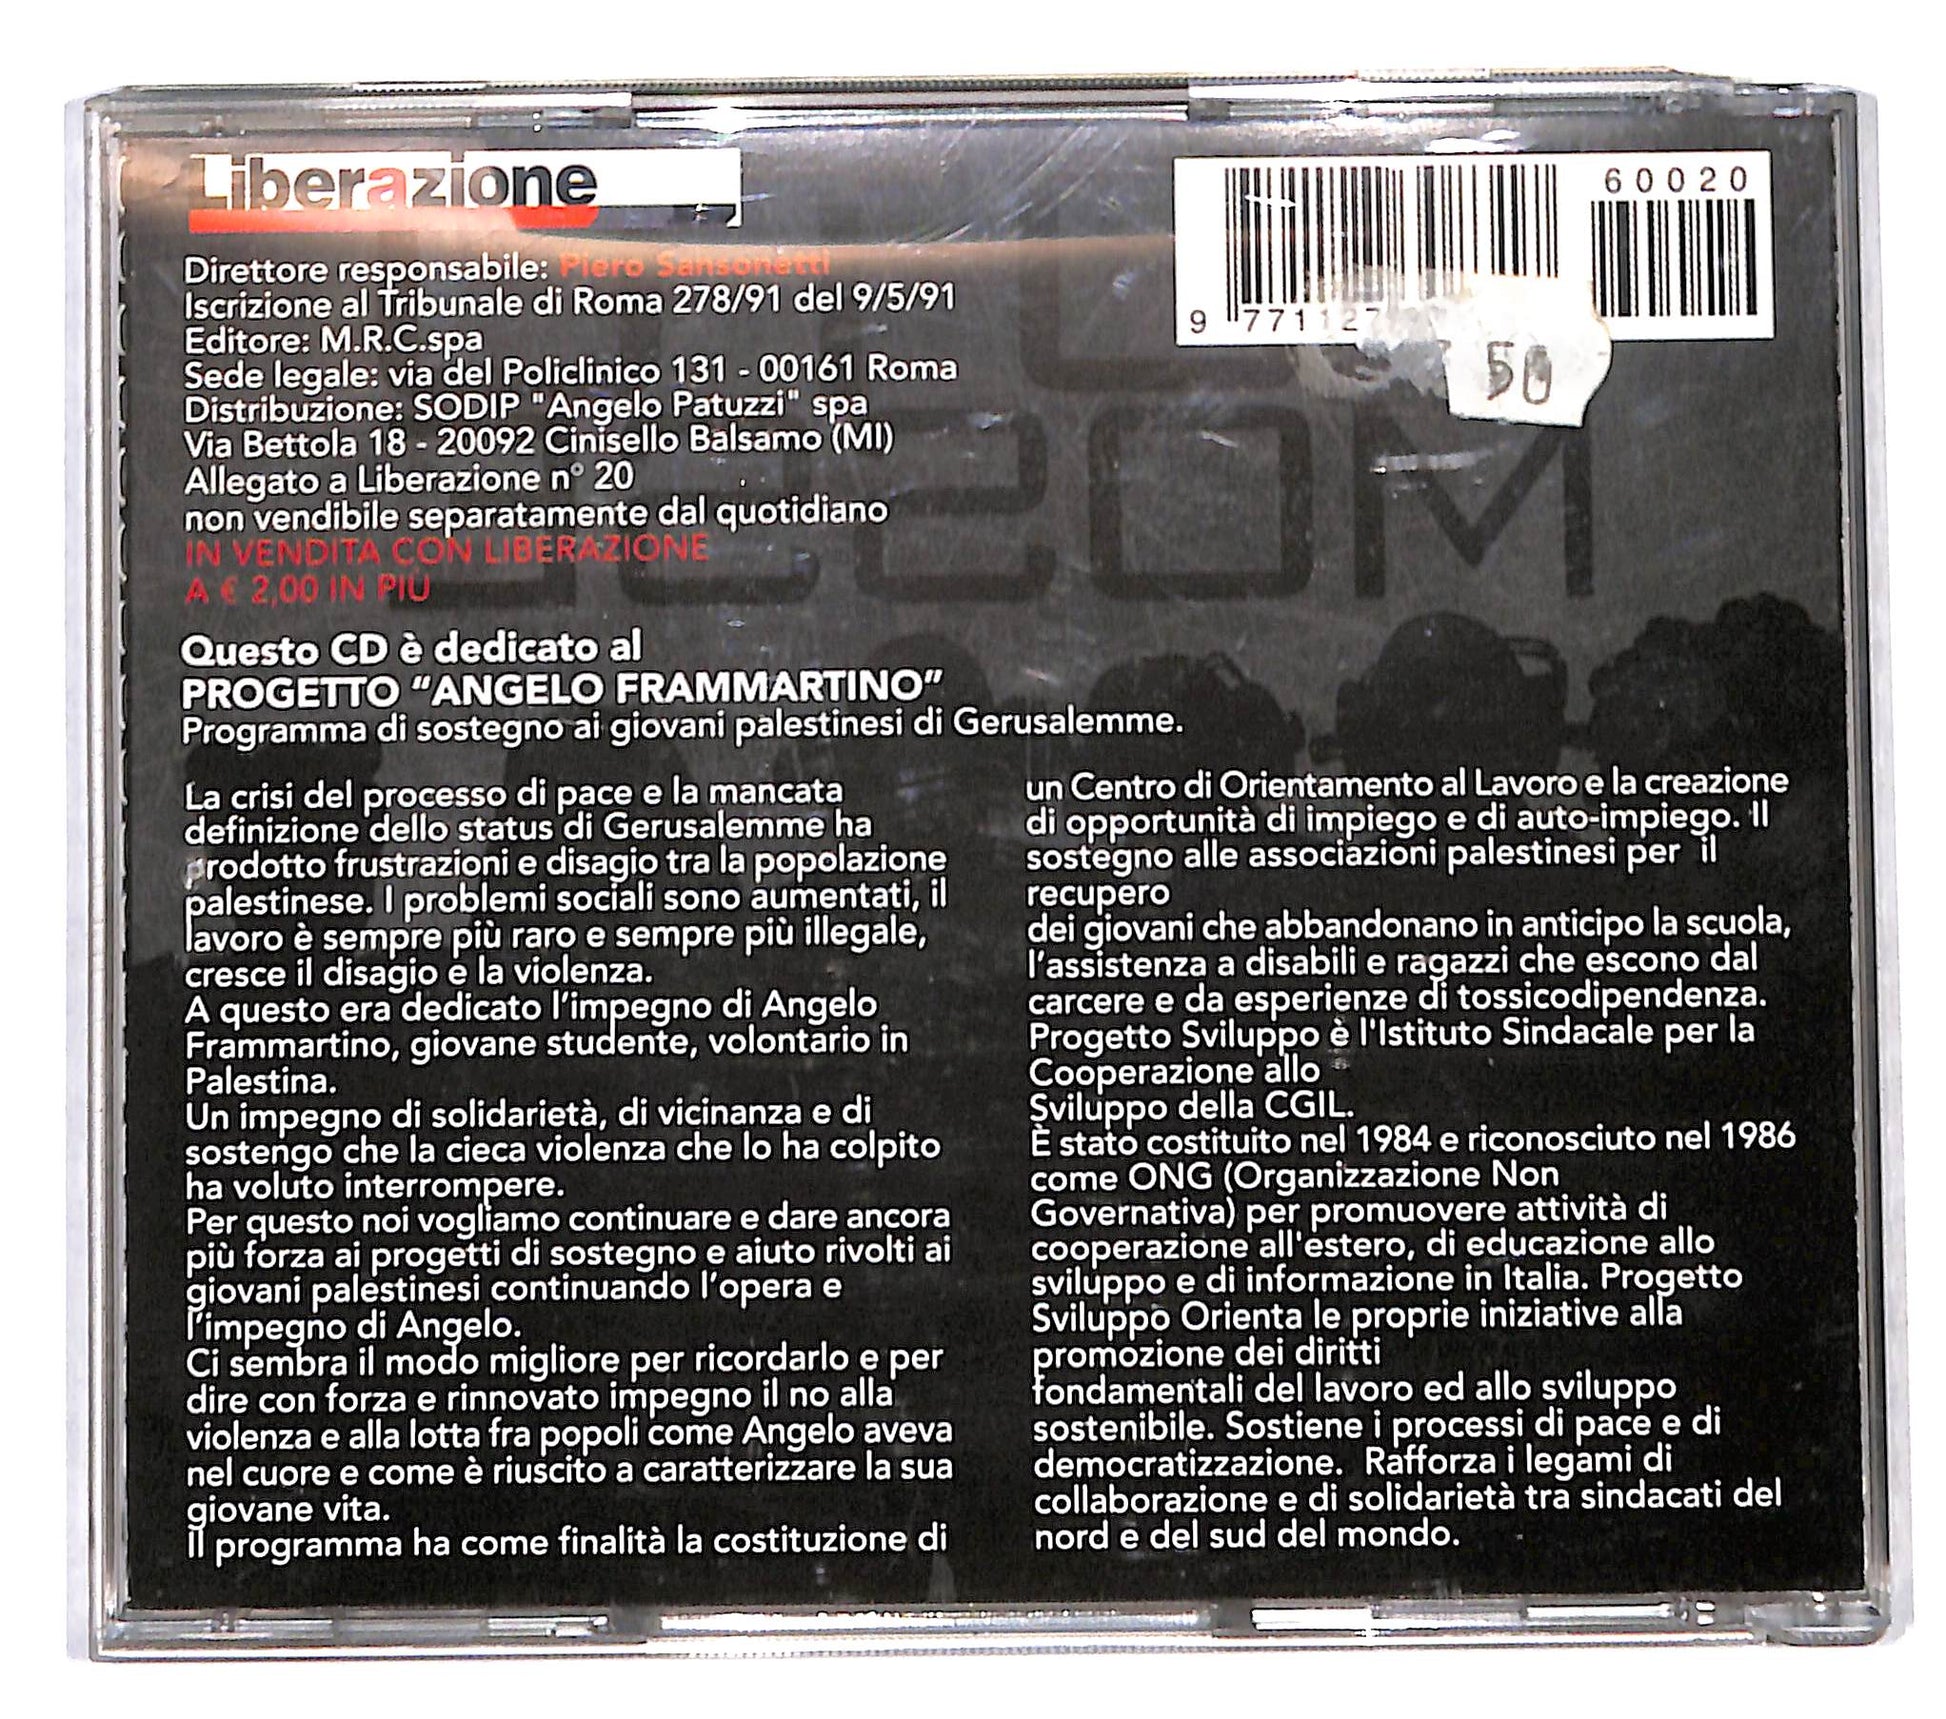 Liberazione
Direttore responsabile: Piero Sansonetti
Iscrizione al Tribunale di Roma 278/91 del 9/5/91
Editore: M.R.C.spa
Sede legale: via del Policlinico 131 - 00161 Roma
Distribuzione: SODIP "Angelo Patuzzi" spa
Via Bettola 18 - 20092 Cinisello Balsamo (MI)
Allegato a Liberazione n° 20
non vendibile separatamente dal quotidiano
IN VENDITA CON LIBERAZIONE
A € 2,00 IN PIÙ
60020
9 771127
50
Questo CD è dedicato al
PROGETTO “ANGELO FRAMMARTINO”
Programma di sostegno ai giovani palestinesi di Gerusalemme.
La crisi del processo di pace e la mancata
definizione dello status di Gerusalemme ha
prodotto frustrazioni e disagio tra la popolazione
palestinese. I problemi sociali sono aumentati, il
lavoro è sempre più raro e sempre più illegale,
cresce il disagio e la violenza.
A questo era dedicato l’impegno di Angelo
Frammartino, giovane studente, volontario in
Palestina.
Un impegno di solidarietà, di vicinanza e di
sostengo che la cieca violenza che lo ha colpito
ha voluto interrompere.
Per questo noi vogliamo continuare e dare ancora
più forza ai progetti di sostegno e aiuto rivolti ai
giovani palestinesi continuando l’opera e
l’impegno di Angelo.
Ci sembra il modo migliore per ricordarlo e per
dire con forza e rinnovato impegno il no alla
violenza e alla lotta fra popoli come Angelo aveva
nel cuore e come è riuscito a caratterizzare la sua
giovane vita.
Il programma ha come finalità la costituzione di
un Centro di Orientamento al Lavoro e la creazione
di opportunità di impiego e di auto-impiego. Il
sostegno alle associazioni palestinesi per il
recupero
dei giovani che abbandonano in anticipo la scuola,
l’assistenza a disabili e ragazzi che escono dal
carcere e da esperienze di tossicodipendenza.
Progetto Sviluppo è l'Istituto Sindacale per la
Cooperazione allo
Sviluppo della CGIL.
È stato costituito nel 1984 e riconosciuto nel 1986
come ONG (Organizzazione Non
Governativa) per promuovere attività di
cooperazione all'estero, di educazione allo
sviluppo e di informazione in Italia. Progetto
Sviluppo Orienta le proprie iniziative alla
promozione dei diritti
fondamentali del lavoro ed allo sviluppo
sostenibile. Sostiene i processi di pace e di
democratizzazione. Rafforza i legami di
collaborazione e di solidarietà tra sindacati del
nord e del sud del mondo.